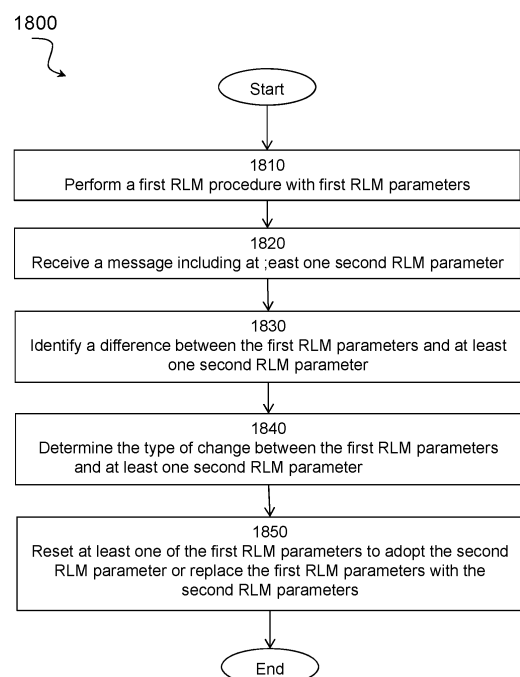 1800
Start
1810
Perform a first RLM procedure with first RLM parameters
1820
Receive a message including at ;east one second RLM parameter
1830
Identify a difference between the first RLM parameters and at least
one second RLM parameter
1840
Determine the type of change between the first RLM parameters
and at least one second RLM parameter
1850
Reset at least one of the first RLM parameters to adopt the second
RLM parameter or replace the first RLM parameters with the
second RLM parameters
End